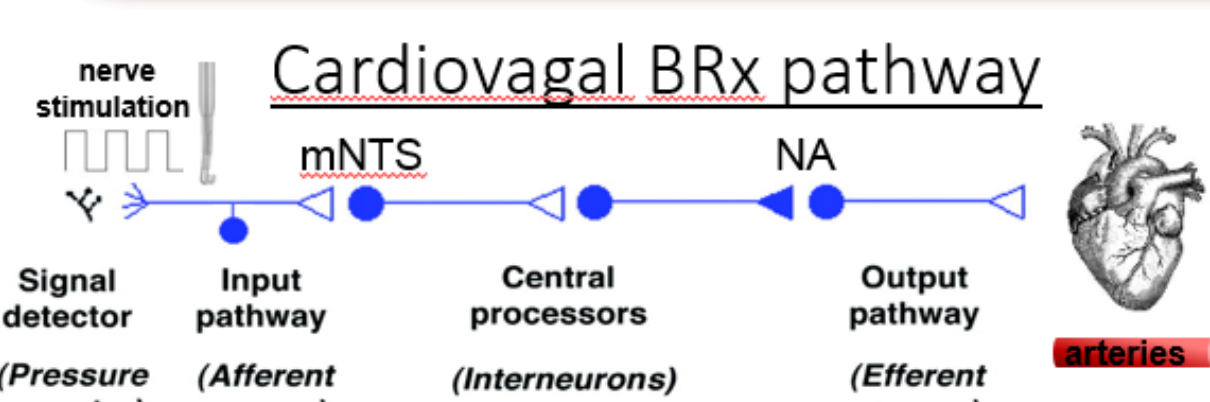 Cardiovagal BRx pathway
nerve
stimulation
mNTS
NA
Signal
detector
Input
pathway
Central
processors
Output
pathway
arteries
(Pressure
(Afferent
(Interneurons)
(Efferent